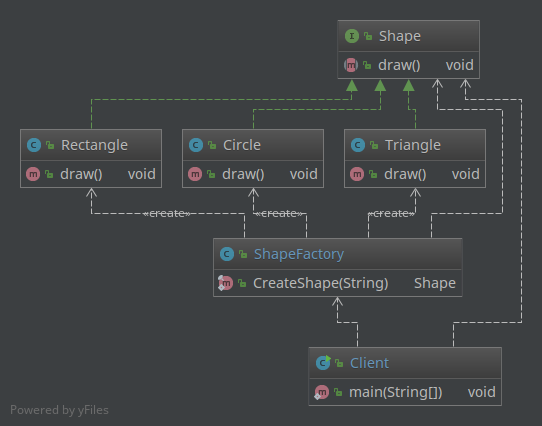 Shape
draw() void
Rectangle
draw() void
Circle
draw() void
Triangle
draw() void
«create»
«create»
«create»
ShapeFactory
CreateShape(String) Shape
Client
main(String[]) void
Powered by yFiles